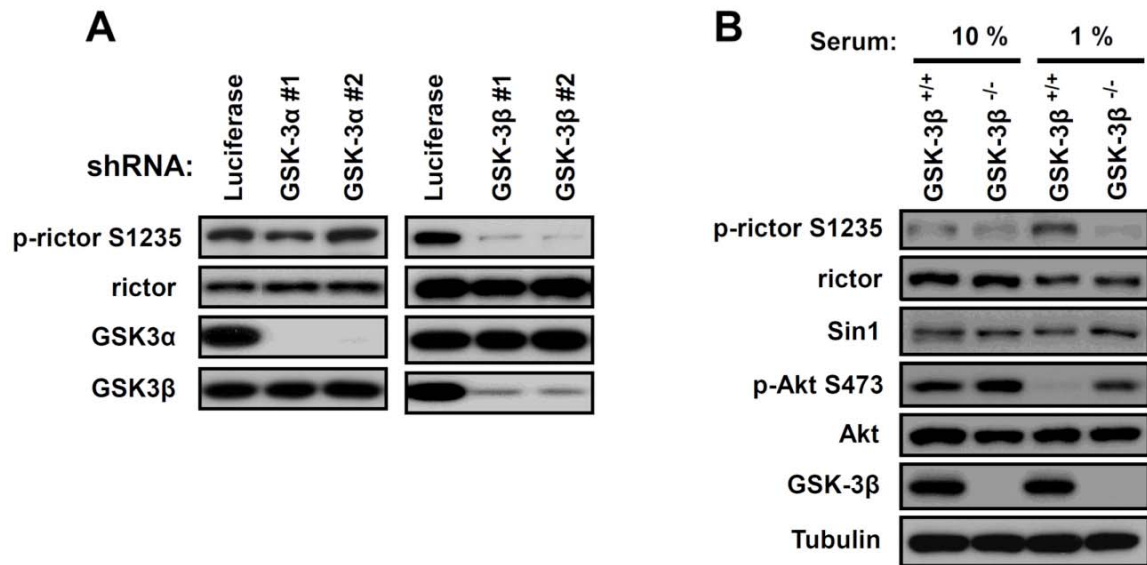 A
shRNA:
Luciferase
GSK-3α #1
GSK-3α #2
Luciferase
GSK-3β #1
GSK-3β #2
p-rictor S1235
rictor
GSK3α
GSK3β
B
Serum: 10 % 1 %
GSK-3β +/+
GSK-3β -/-
GSK-3β +/+
GSK-3β -/-
p-rictor S1235
rictor
Sin1
p-Akt S473
Akt
GSK-3β
Tubulin